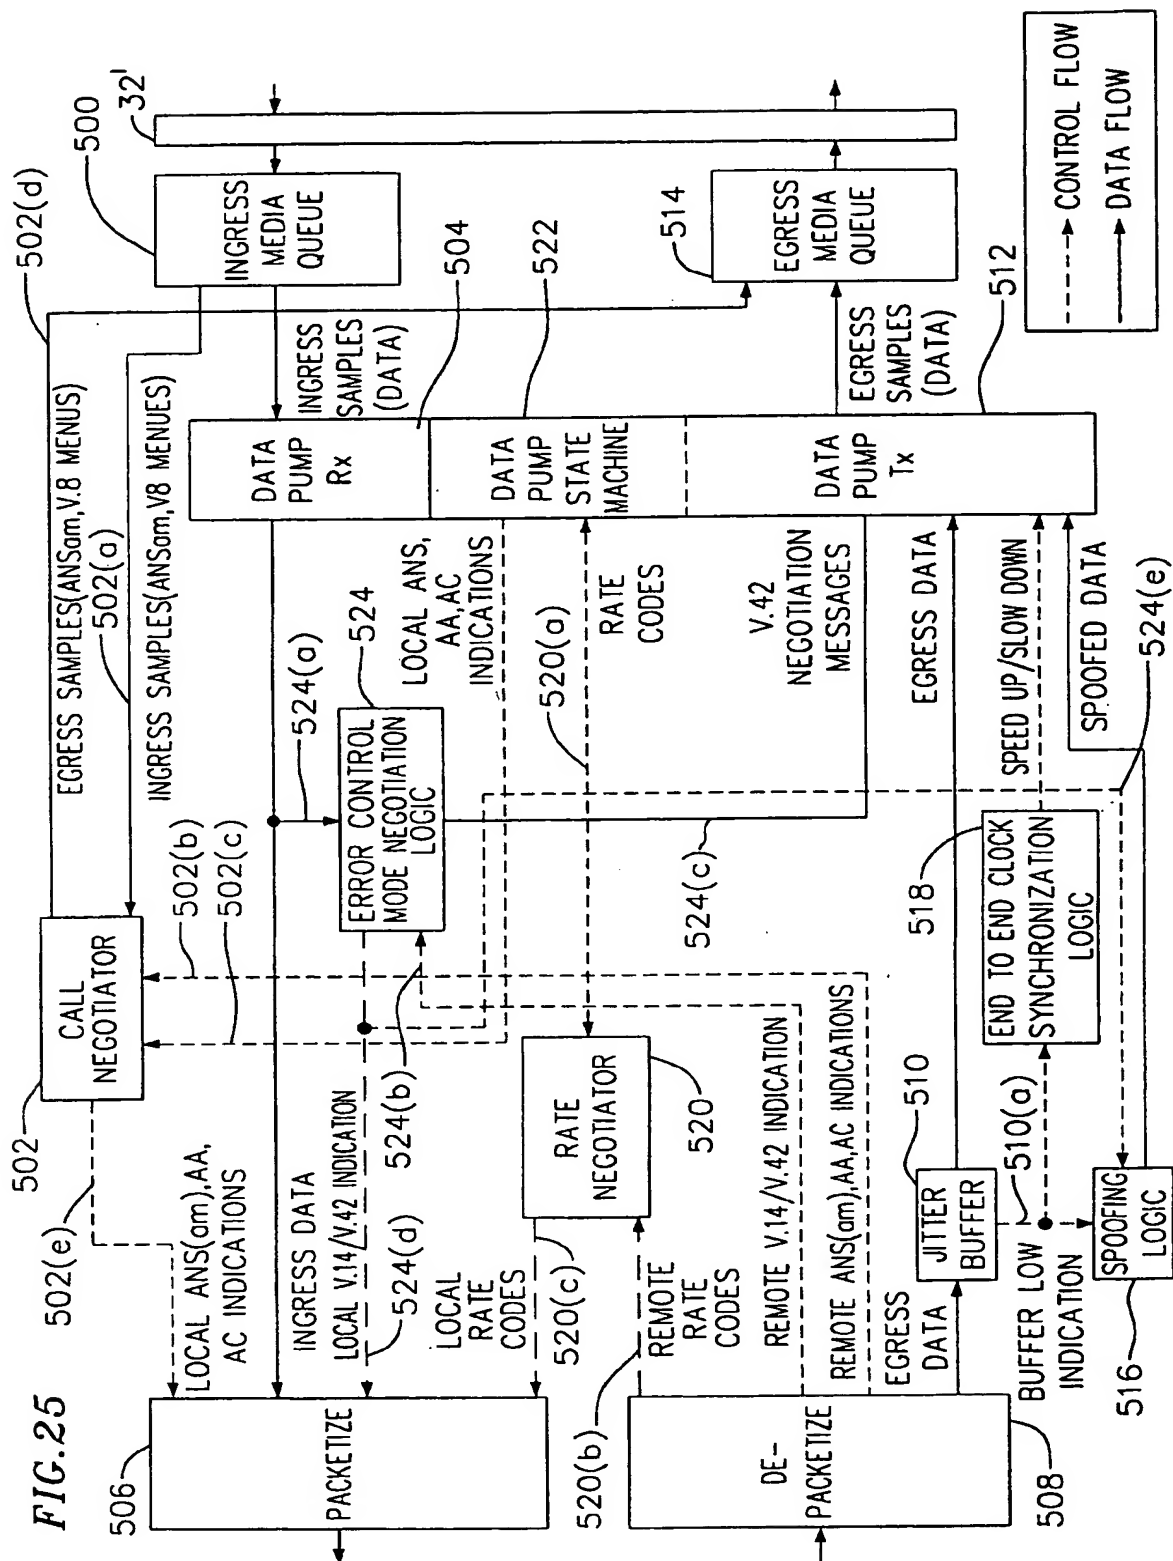 FIG.25
32'
500
502(d)
INGRESS
MEDIA
QUEUE
504
522
514
EGRESS
MEDIA
QUEUE
512
CONTROL FLOW
DATA FLOW
EGRESS SAMPLES(ANSam,V.8 MENUS)
502(a)
INGRESS SAMPLES(ANSam,V8 MENUES)
INGRESS
SAMPLES
(DATA)
EGRESS
SAMPLES
(DATA)
DATA
PUMP
Rx
DATA
PUMP
STATE
MACHINE
DATA
PUMP
Tx
502
CALL
NEGOTIATOR
502(b)
502(c)
502(e)
524(a)
524
ERROR CONTROL
MODE NEGOTIATION
LOGIC
LOCAL ANS,
AA,AC
INDICATIONS
520(a)
RATE
CODES
V.42
NEGOTIATION
MESSAGES
524(c)
EGRESS DATA
SPEED UP/SLOW DOWN
SPOOFED DATA
524(e)
518
END TO END CLOCK
SYNCHRONIZATION
LOGIC
LOCAL ANS(am),AA,
AC INDICATIONS
INGRESS DATA
LOCAL V.14/V.42 INDICATION
524(d)
524(b)
RATE
NEGOTIATOR
520
LOCAL
RATE
CODES
520(c)
REMOTE
RATE
CODES
520(b)
REMOTE V.14/V.42 INDICATION
REMOTE ANS(am),AA,AC INDICATIONS
EGRESS
DATA
510
JITTER
BUFFER
510(a)
BUFFER LOW
INDICATION
SPOOFING
LOGIC
516
506
PACKETIZE
DE-
PACKETIZE
508